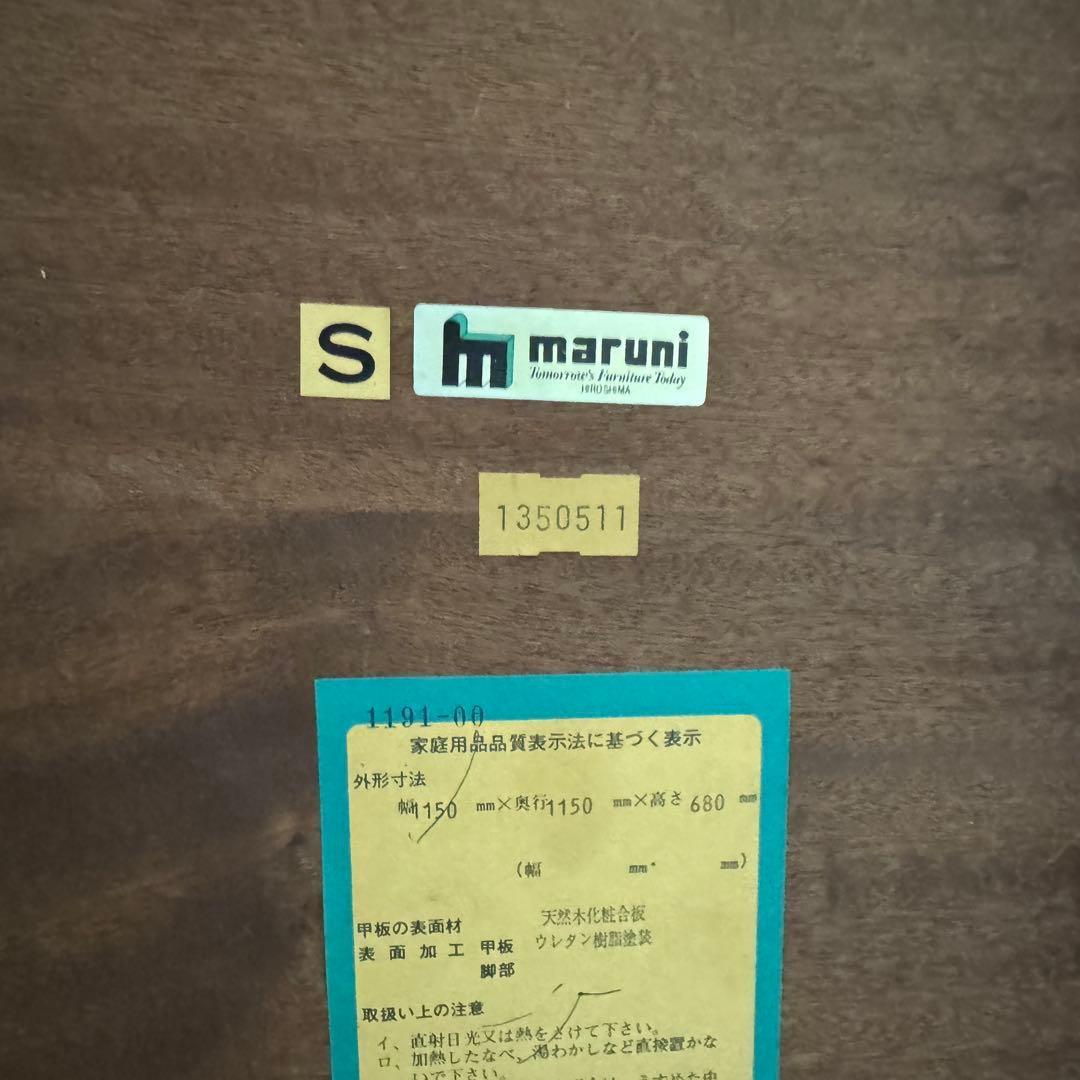 S
maruni
Tomorrow's Furniture Today
HIROSHIMA
1350511
1191-00
家庭用品品質表示法に基づく表示
外形寸法
幅1150 mm×奥行1150 mm×高さ680 mm
(幅 mm· mm)
甲板の表面材 天然木化粧合板
表面加工 甲板 ウレタン樹脂塗装
脚部
取扱い上の注意
イ、直射日光又は熱をさけて下さい。
ロ、加熱したなべ、湯わかしなど直接置かな
いで下さい。